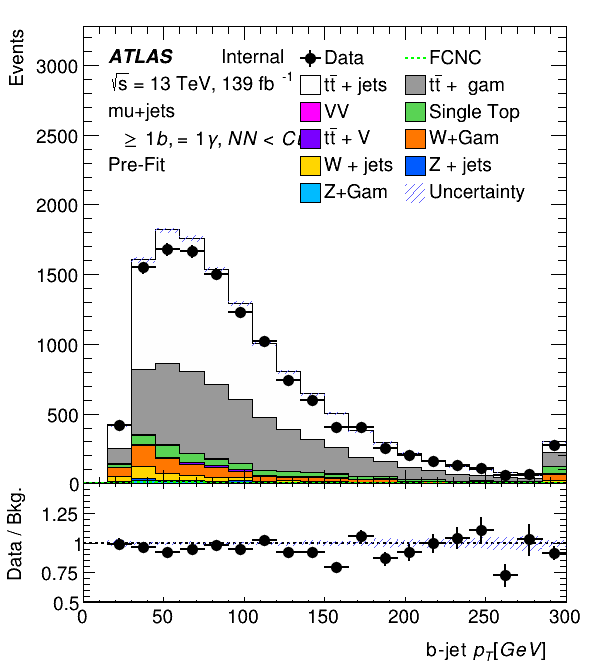 Events
3000
2500
2000
1500
1000
500
0
ATLAS Internal
√s = 13 TeV, 139 fb⁻¹
mu+jets
≥ 1b, = 1γ, NN <
Pre-Fit
Data
FCNC
tt̄ + jets
tt̄ + gam
VV
Single Top
tt̄ + V
W+Gam
W + jets
Z + jets
Z+Gam
Uncertainty
Data / Bkg.
1.25
1
0.75
0.5
0 50 100 150 200 250 300
b-jet p_T[GeV]